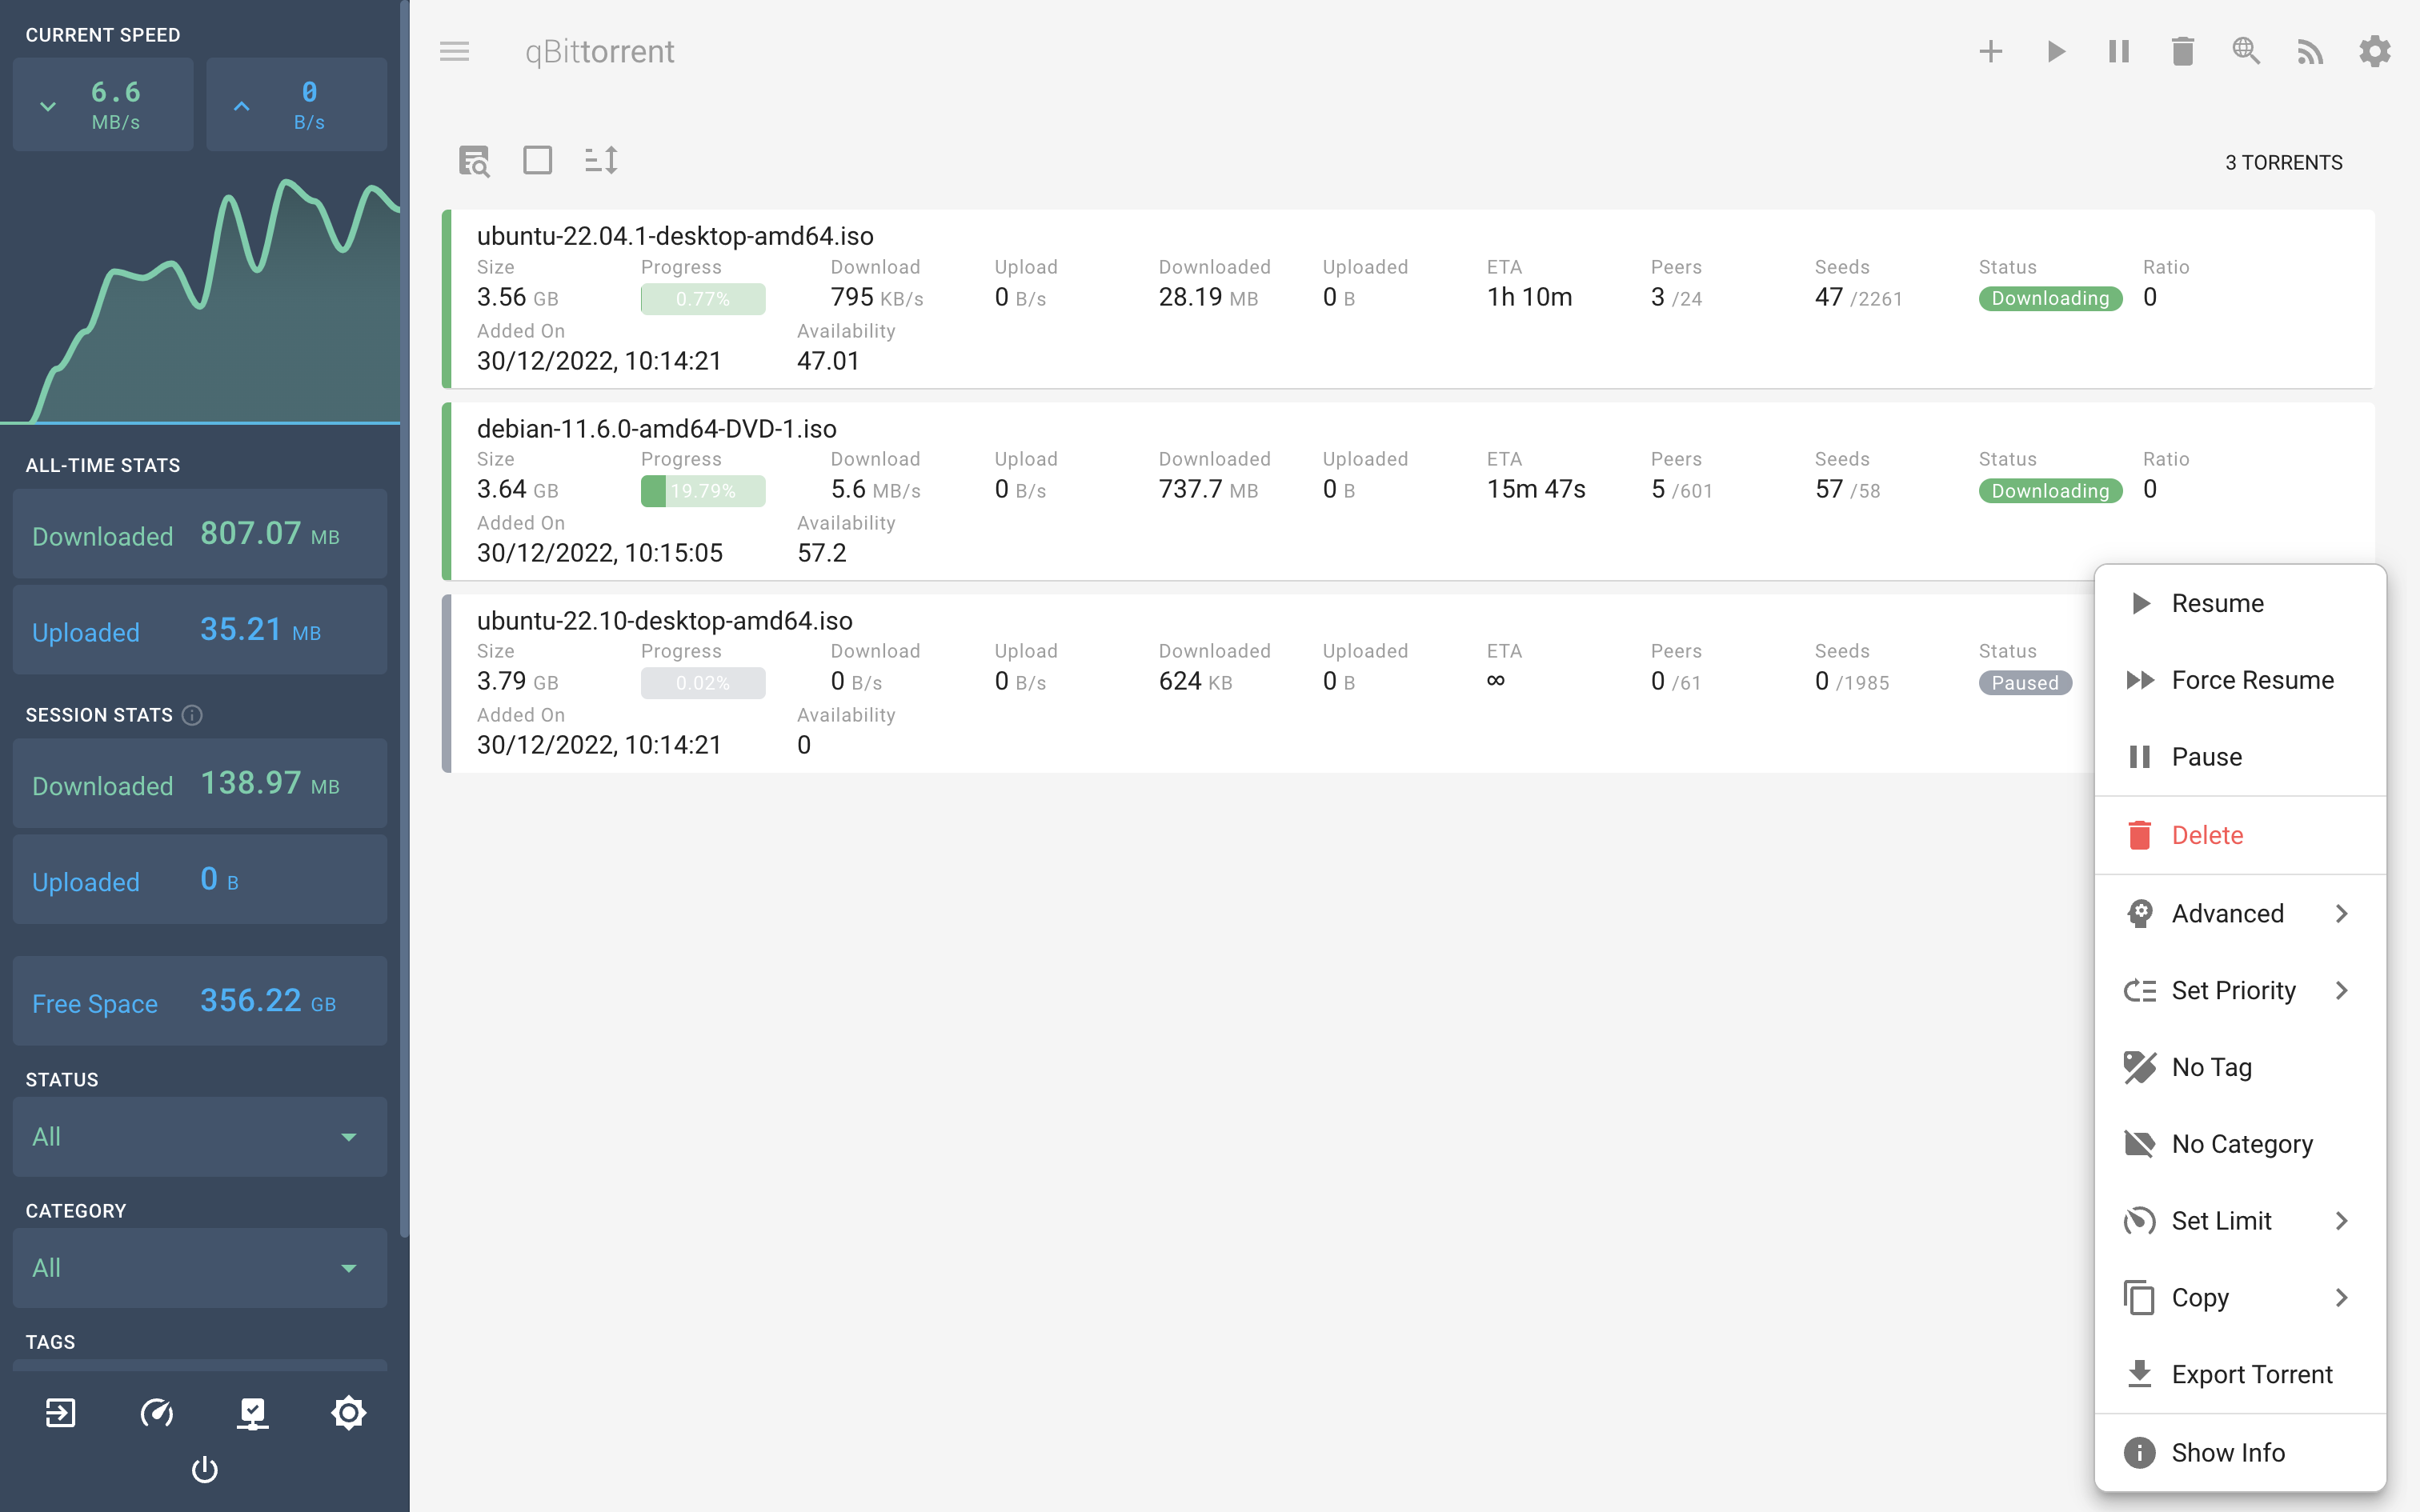 CURRENT SPEED
6.6
MB/s
0
B/s
ALL-TIME STATS
Downloaded 807.07 MB
Uploaded 35.21 MB
SESSION STATS
Downloaded 138.97 MB
Uploaded 0 B
Free Space 356.22 GB
STATUS
All
CATEGORY
All
TAGS
qBittorrent
3 TORRENTS
ubuntu-22.04.1-desktop-amd64.iso
Size Progress Download Upload Downloaded Uploaded ETA Peers Seeds Status Ratio
3.56 GB 0.77% 795 KB/s 0 B/s 28.19 MB 0 B 1h 10m 3 /24 47 /2261 Downloading 0
Added On Availability
30/12/2022, 10:14:21 47.01
debian-11.6.0-amd64-DVD-1.iso
Size Progress Download Upload Downloaded Uploaded ETA Peers Seeds Status Ratio
3.64 GB 19.79% 5.6 MB/s 0 B/s 737.7 MB 0 B 15m 47s 5 /601 57 /58 Downloading 0
Added On Availability
30/12/2022, 10:15:05 57.2
ubuntu-22.10-desktop-amd64.iso
Size Progress Download Upload Downloaded Uploaded ETA Peers Seeds Status
3.79 GB 0.02% 0 B/s 0 B/s 624 KB 0 B ∞ 0 /61 0 /1985 Paused
Added On Availability
30/12/2022, 10:14:21 0
Resume
Force Resume
Pause
Delete
Advanced
Set Priority
No Tag
No Category
Set Limit
Copy
Export Torrent
Show Info